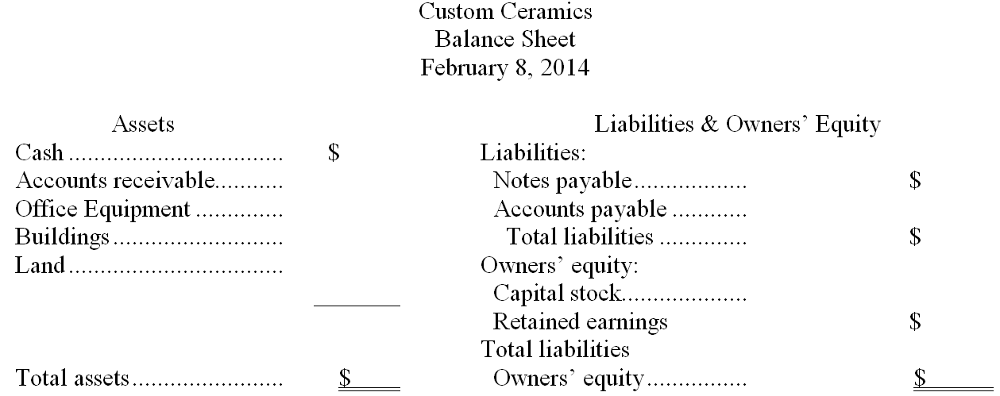 Custom Ceramics
Balance Sheet
February 8, 2014
Assets Liabilities & Owners’ Equity
Cash .................................. $ Liabilities:
Accounts receivable........... Notes payable.................. $
Office Equipment .............. Accounts payable ............
Buildings........................... Total liabilities .............. $
Land.................................. Owners’ equity:
Capital stock....................
Retained earnings $
Total liabilities
Total assets........................ $ Owners’ equity................ $